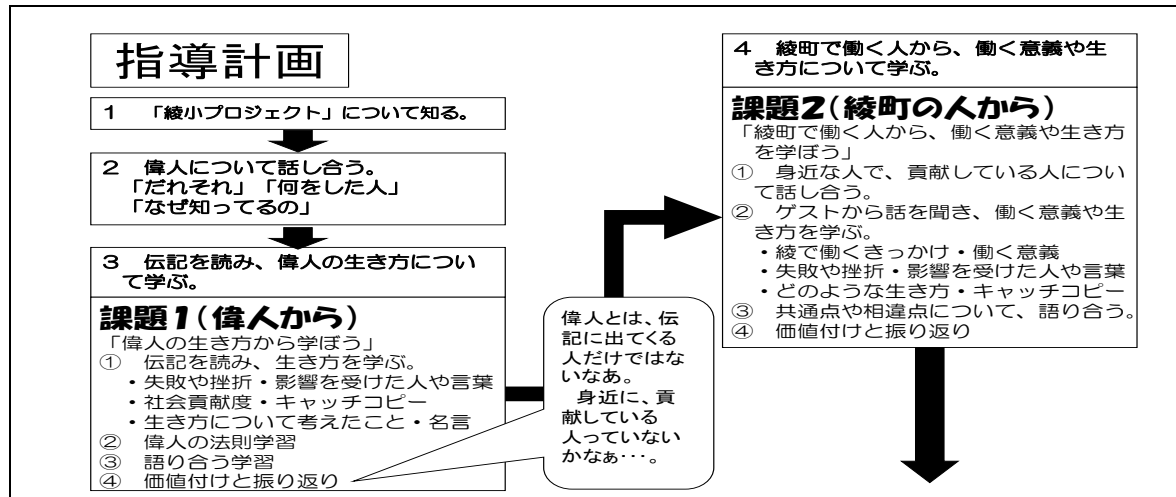 指導計画
1 「綾小プロジェクト」について知る。
2 偉人について話し合う。
「だれそれ」「何をした人」
「なぜ知ってるの」
3 伝記を読み、偉人の生き方につい
て学ぶ。
課題1(偉人から)
「偉人の生き方から学ぼう」
① 伝記を読み、生き方を学ぶ。
・失敗や挫折・影響を受けた人や言葉
・社会貢献度・キャッチコピー
・生き方について考えたこと・名言
② 偉人の法則学習
③ 語り合う学習
④ 価値付けと振り返り
偉人とは、伝
記に出てくる
人だけではな
いなあ。
身近に、貢
献している
人っていない
かなぁ・・・。
4 綾町で働く人から、働く意義や生
き方について学ぶ。
課題2(綾町の人から)
「綾町で働く人から、働く意義や生き方
を学ぼう」
① 身近な人で、貢献している人につい
て話し合う。
② ゲストから話を聞き、働く意義や生
き方を学ぶ。
・綾で働くきっかけ・働く意義
・失敗や挫折・影響を受けた人や言葉
・どのような生き方・キャッチコピー
③ 共通点や相違点について、語り合う。
④ 価値付けと振り返り